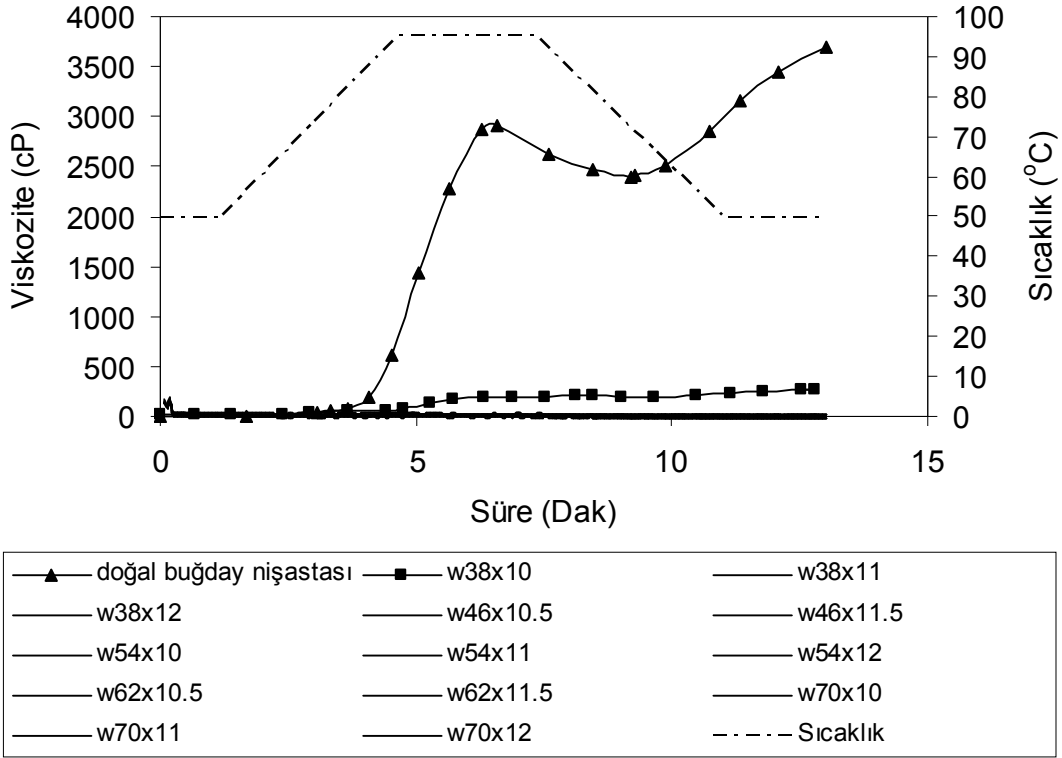 4000
3500
3000
2500
2000
1500
1000
500
0
Viskozite (cP)
100
90
80
70
60
50
40
30
20
10
0
Sıcaklık (°C)
0 5 10 15
Süre (Dak)
doğal buğday nişastası w38x10 w38x11
w38x12 w46x10.5 w46x11.5
w54x10 w54x11 w54x12
w62x10.5 w62x11.5 w70x10
w70x11 w70x12 Sıcaklık